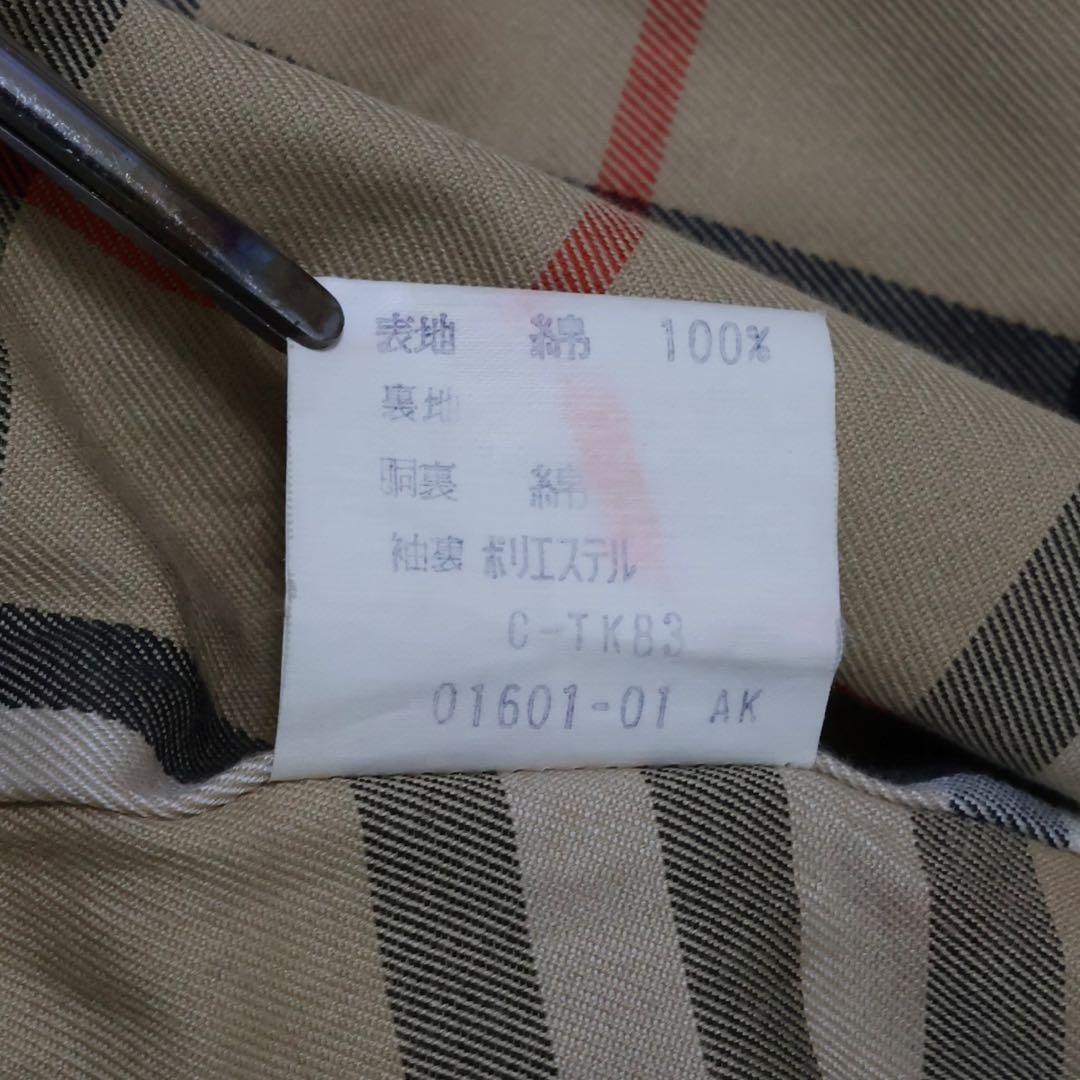 表地 綿 100%
裏地
胴裏 綿
袖裏 ポリエステル
C-TKB3
01601-01 AK